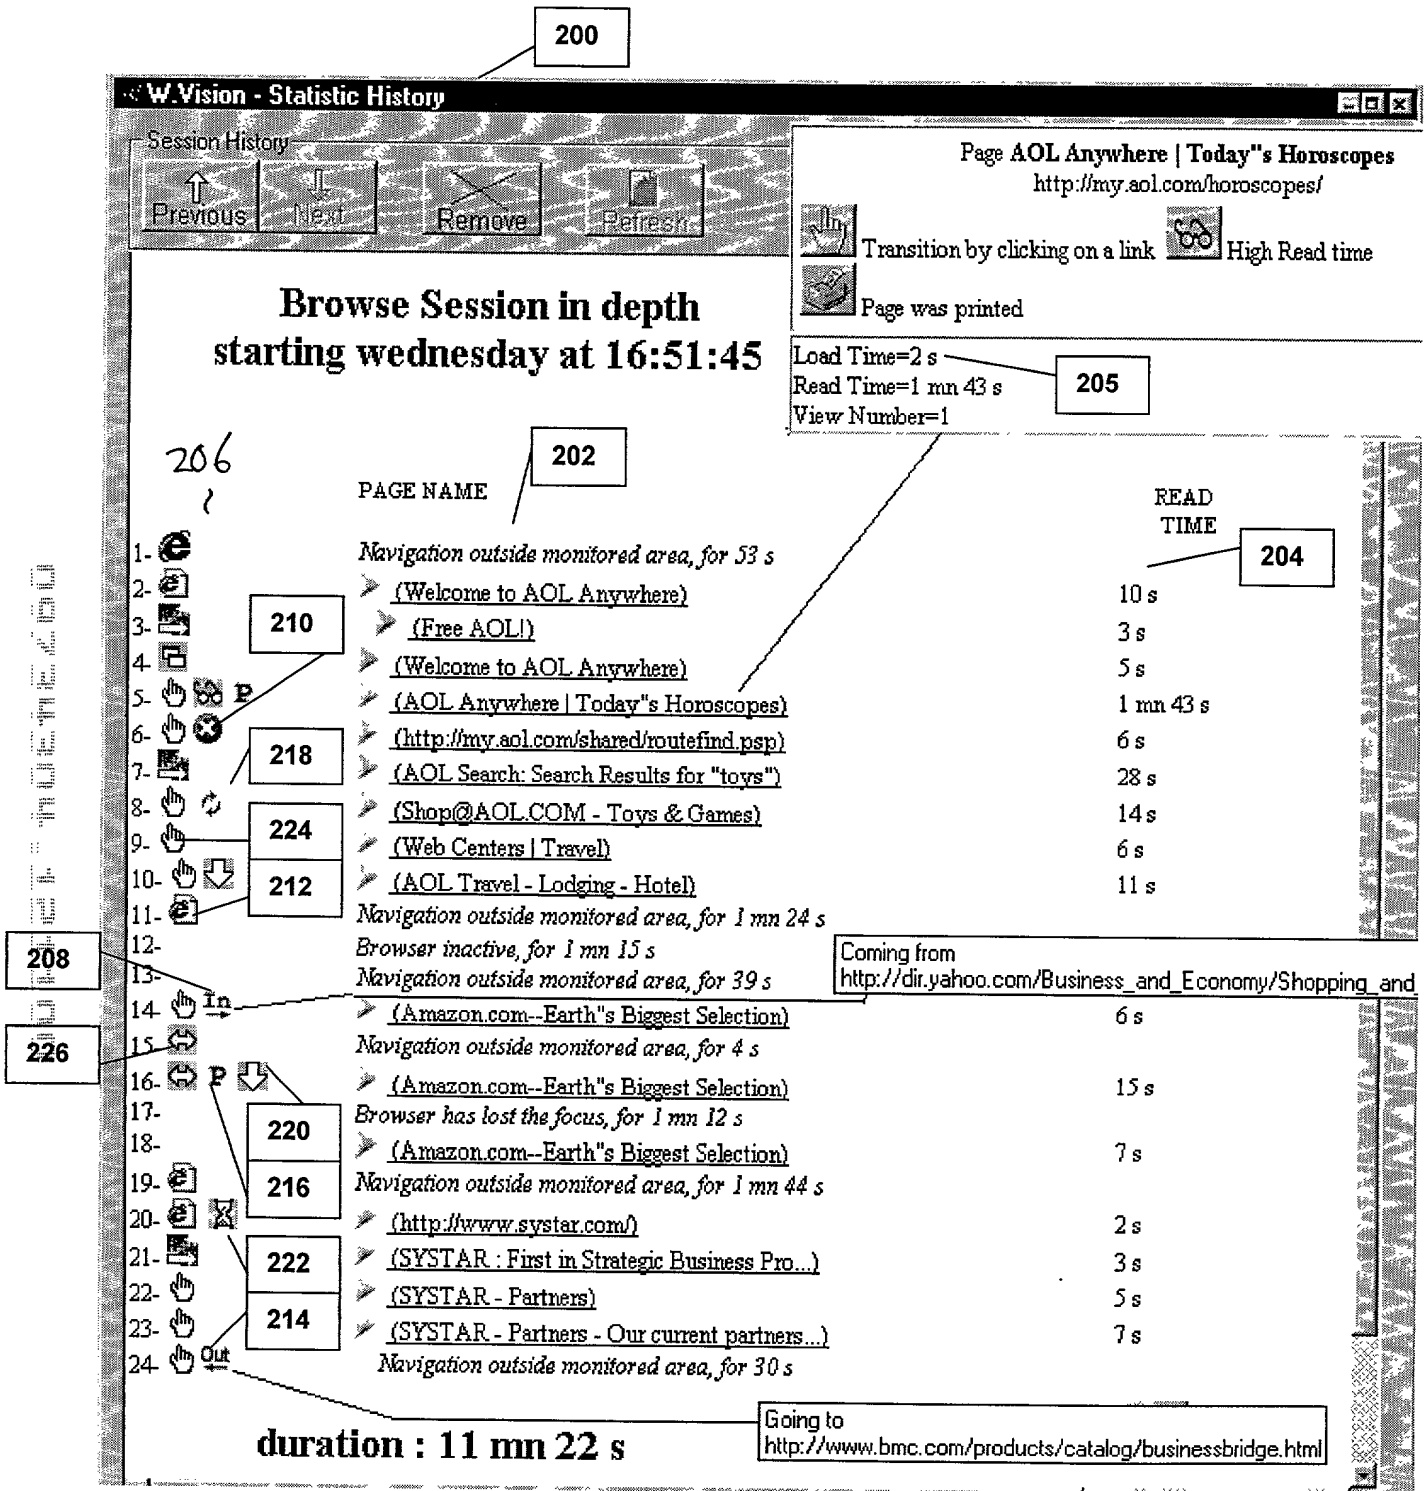 200
W.Vision - Statistic History
Session History
Previous
Next
Remove
Refresh
Page AOL Anywhere | Today"s Horoscopes
http://my.aol.com/horoscopes/
Transition by clicking on a link
High Read time
Page was printed
Browse Session in depth
starting wednesday at 16:51:45
Load Time=2 s
Read Time=1 mn 43 s
View Number=1
205
206
202
PAGE NAME
READ
TIME
204
1- Navigation outside monitored area, for 53 s
2- (Welcome to AOL Anywhere) 10 s
3- (Free AOL!) 3 s
210
4- (Welcome to AOL Anywhere) 5 s
5- P (AOL Anywhere | Today"s Horoscopes) 1 mn 43 s
6- (http://my.aol.com/shared/routefind.psp) 6 s
218
7- (AOL Search: Search Results for "toys") 28 s
8- (Shop@AOL.COM - Toys & Games) 14 s
224
9- (Web Centers | Travel) 6 s
212
10- (AOL Travel - Lodging - Hotel) 11 s
11- Navigation outside monitored area, for 1 mn 24 s
12- Browser inactive, for 1 mn 15 s
208
13- Navigation outside monitored area, for 39 s
Coming from
http://dir.yahoo.com/Business_and_Economy/Shopping_and
14- In (Amazon.com--Earth"s Biggest Selection) 6 s
226
15- Navigation outside monitored area, for 4 s
16- P (Amazon.com--Earth"s Biggest Selection) 15 s
17- Browser has lost the focus, for 1 mn 12 s
220
18- (Amazon.com--Earth"s Biggest Selection) 7 s
216
19- Navigation outside monitored area, for 1 mn 44 s
20- (http://www.systar.com/) 2 s
222
21- (SYSTAR : First in Strategic Business Pro...) 3 s
22- (SYSTAR - Partners) 5 s
214
23- (SYSTAR - Partners - Our current partners...) 7 s
24- Out Navigation outside monitored area, for 30 s
Going to
http://www.bmc.com/products/catalog/businessbridge.html
duration : 11 mn 22 s